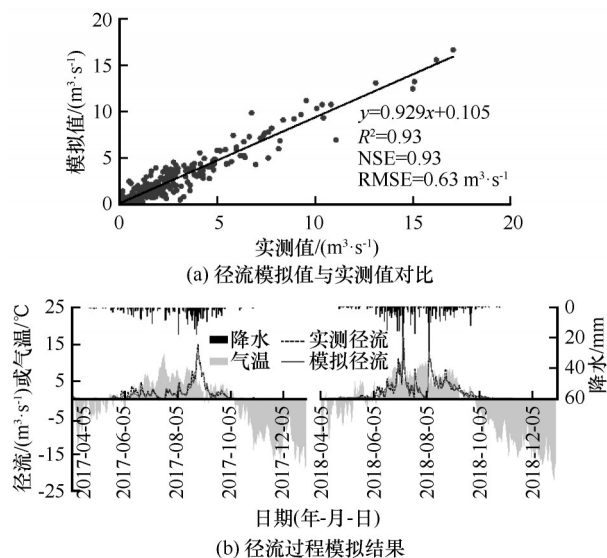 20
15
10
5
0
模拟值/(m³·s⁻¹)
y=0.929x+0.105
R²=0.93
NSE=0.93
RMSE=0.63 m³·s⁻¹
0 5 10 15 20
实测值/(m³·s⁻¹)
(a) 径流模拟值与实测值对比
25
15
5
-5
-15
-25
径流/(m³·s⁻¹)或气温/℃
降水 实测径流
气温 模拟径流
0
20
40
60
降水/mm
2017-04-05 2017-06-05 2017-08-05 2017-10-05 2017-12-05 2018-04-05 2018-06-05 2018-08-05 2018-10-05 2018-12-05
日期(年-月-日)
(b) 径流过程模拟结果